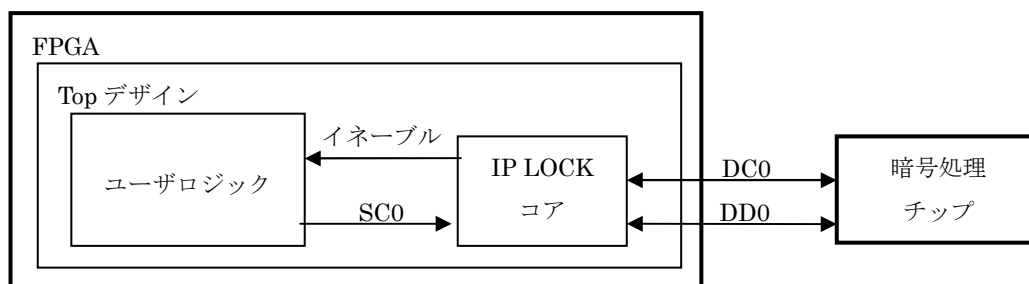 FPGA
Top デザイン
イネーブル
ユーザロジック
SC0
IP LOCK
コア
DC0
DD0
暗号処理
チップ